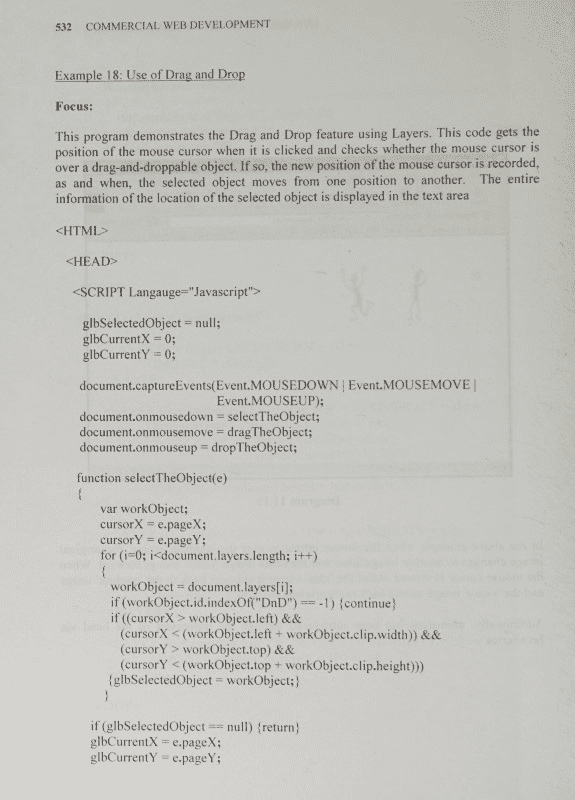 532 COMMERCIAL WEB DEVELOPMENT
Example 18: Use of Drag and Drop
Focus:
This program demonstrates the Drag and Drop feature using Layers. This code gets the
position of the mouse cursor when it is clicked and checks whether the mouse cursor is
over a drag-and-droppable object. If so, the new position of the mouse cursor is recorded,
as and when, the selected object moves from one position to another. The entire
information of the location of the selected object is displayed in the text area
<HTML>
<HEAD>
<SCRIPT Langauge="Javascript">
glbSelectedObject = null;
glbCurrentX = 0;
glbCurrentY = 0;
document.captureEvents(Event.MOUSEDOWN | Event.MOUSEMOVE |
Event.MOUSEUP);
document.onmousedown = selectTheObject;
document.onmousemove = dragTheObject;
document.onmouseup = dropTheObject;
function selectTheObject(e)
{
var workObject;
cursorX = e.pageX;
cursorY = e.pageY;
for (i=0; i<document.layers.length; i++)
{
workObject = document.layers[i];
if (workObject.id.indexOf("DnD") == -1) {continue}
if ((cursorX > workObject.left) &&
(cursorX < (workObject.left + workObject.clip.width)) &&
(cursorY > workObject.top) &&
(cursorY < (workObject.top + workObject.clip.height)))
{glbSelectedObject = workObject;}
}
if (glbSelectedObject == null) {return}
glbCurrentX = e.pageX;
glbCurrentY = e.pageY;